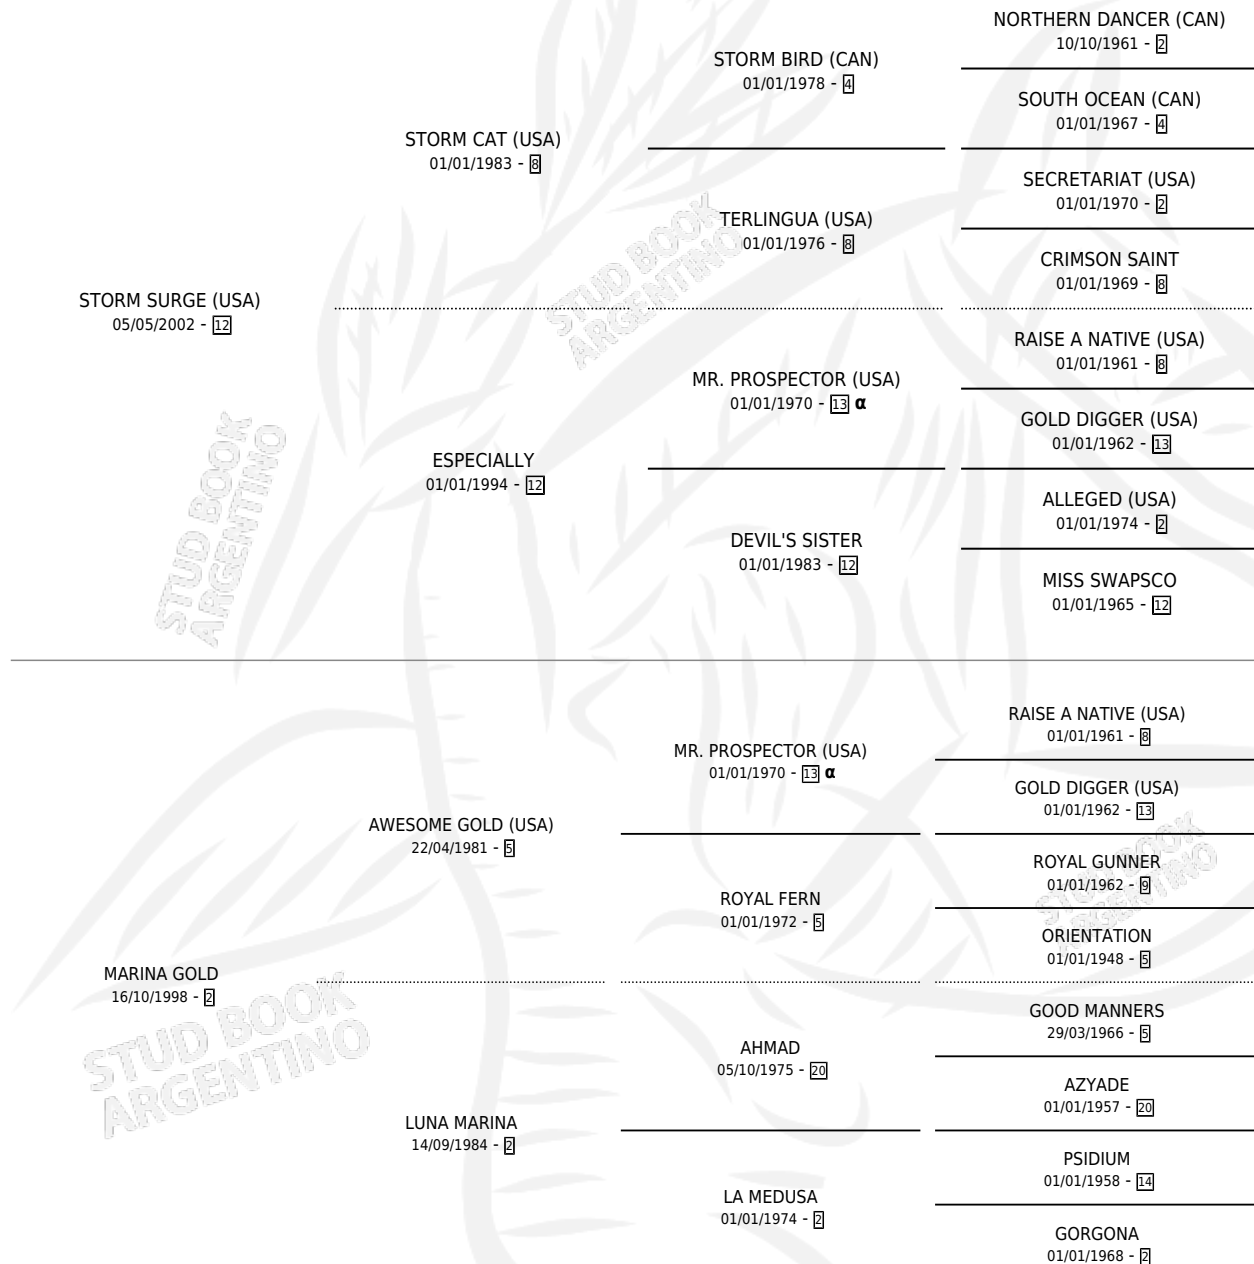 NORTHERN DANCER (CAN)
10/10/1961 - 2
STORM BIRD (CAN)
01/01/1978 - 4
SOUTH OCEAN (CAN)
01/01/1967 - 4
STORM CAT (USA)
01/01/1983 - 8
SECRETARIAT (USA)
01/01/1970 - 2
TERLINGUA (USA)
01/01/1976 - 8
CRIMSON SAINT
01/01/1969 - 8
STORM SURGE (USA)
05/05/2002 - 12
RAISE A NATIVE (USA)
01/01/1961 - 8
MR. PROSPECTOR (USA)
01/01/1970 - 13 α
GOLD DIGGER (USA)
01/01/1962 - 13
ESPECIALLY
01/01/1994 - 12
ALLEGED (USA)
01/01/1974 - 2
DEVIL'S SISTER
01/01/1983 - 12
MISS SWAPSCO
01/01/1965 - 12
RAISE A NATIVE (USA)
01/01/1961 - 8
MR. PROSPECTOR (USA)
01/01/1970 - 13 α
GOLD DIGGER (USA)
01/01/1962 - 13
AWESOME GOLD (USA)
22/04/1981 - 5
ROYAL GUNNER
01/01/1962 - 9
ROYAL FERN
01/01/1972 - 5
ORIENTATION
01/01/1948 - 5
MARINA GOLD
16/10/1998 - 2
GOOD MANNERS
29/03/1966 - 5
AHMAD
05/10/1975 - 20
AZYADE
01/01/1957 - 20
LUNA MARINA
14/09/1984 - 2
PSIDIUM
01/01/1958 - 14
LA MEDUSA
01/01/1974 - 2
GORGONA
01/01/1968 - 2
STUD BOOK
ARGENTINO
STUD BOOK
ARGENTINO
STUD BOOK
ARGENTINO
STUD BOOK
ARGENTINO